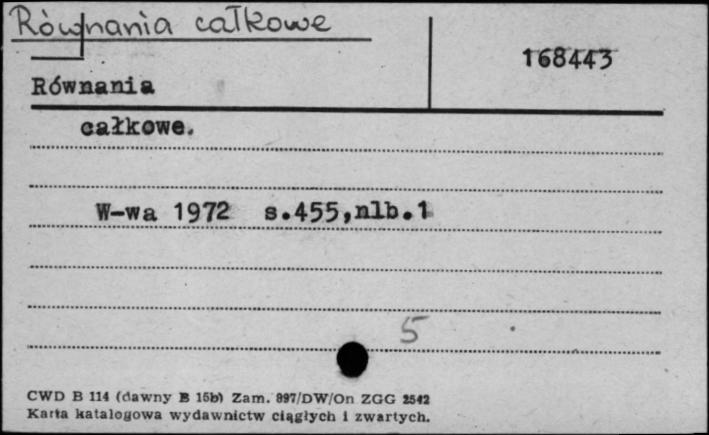 Równania całkowe
168443
Równania
całkowe.
W-wa 1972 s.455,nlb.1
5
CWD B 114 (dawny B 15b) Zam. 897/DW/On ZGG 2542
Karta katalogowa wydawnictw ciągłych i zwartych.